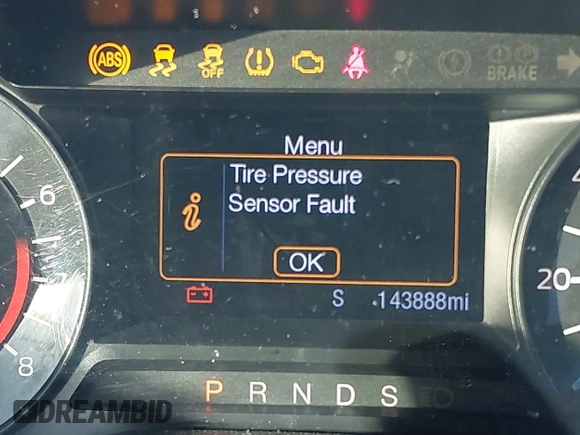 ABS OFF BRAKE
Menu
Tire Pressure
Sensor Fault
OK
S 143888mi
6
7
8
20
P R N D S
DREAMBID